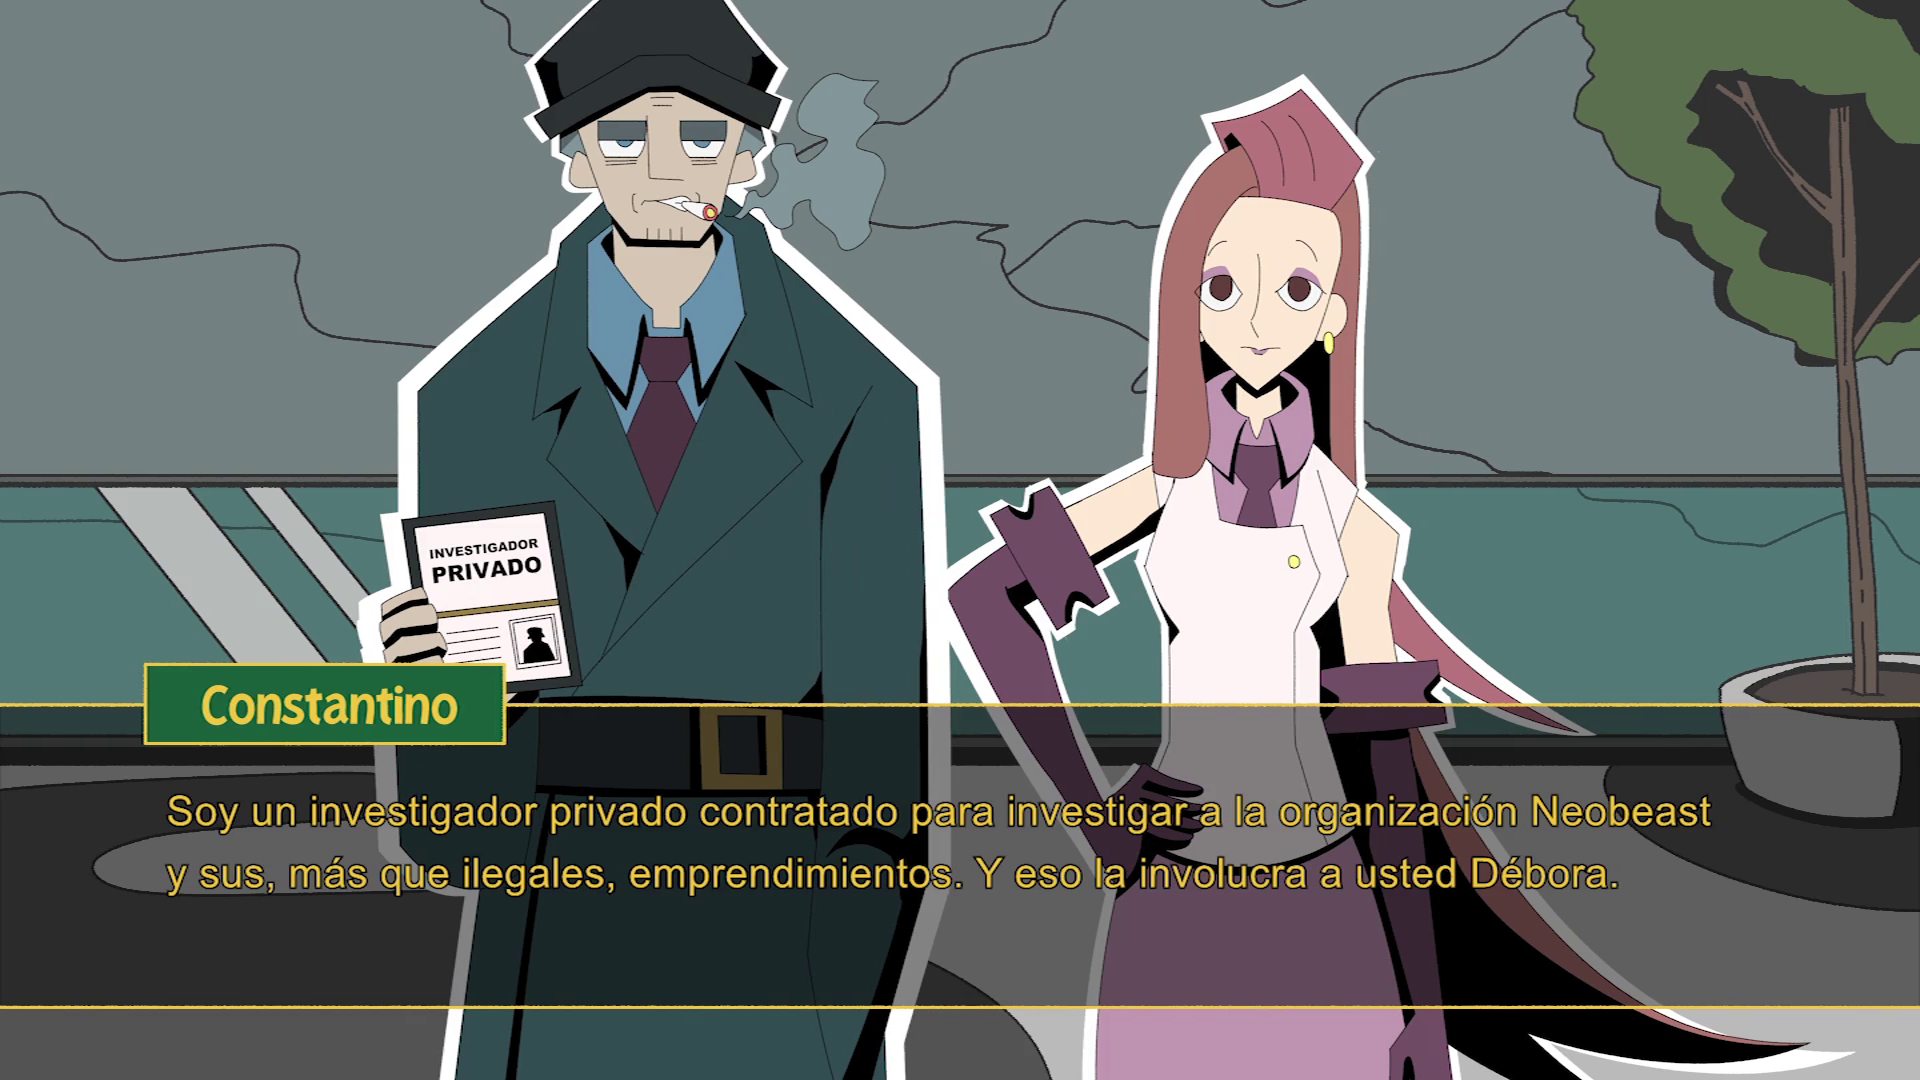 INVESTIGADOR
PRIVADO
Constantino
Soy un investigador privado contratado para investigar a la organización Neobeast
y sus, más que ilegales, emprendimientos. Y eso la involucra a usted Débora.